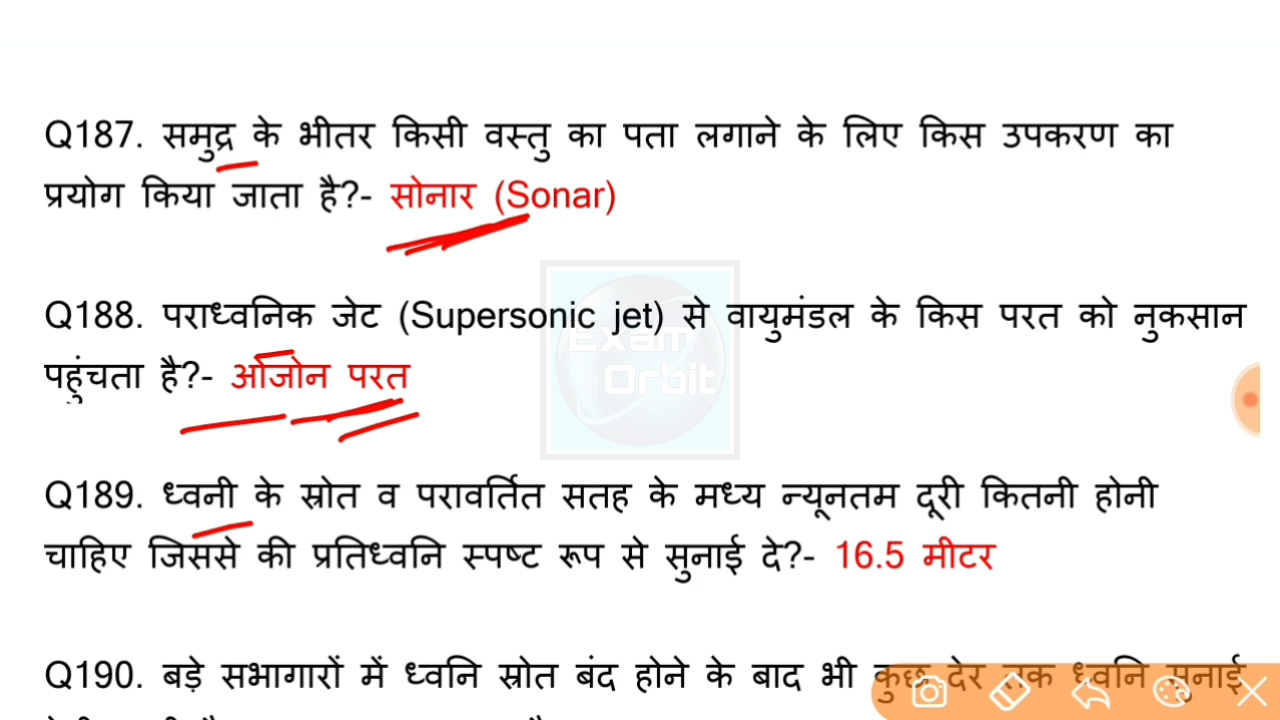 Q187. समुद्र के भीतर किसी वस्तु का पता लगाने के लिए किस उपकरण का
प्रयोग किया जाता है?- सोनार (Sonar)
Q188. पराध्वनिक जेट (Supersonic jet) से वायुमंडल के किस परत को नुकसान
पहुंचता है?- ओजोन परत
Exam
Orbit
Q189. ध्वनी के स्रोत व परावर्तित सतह के मध्य न्यूनतम दूरी कितनी होनी
चाहिए जिससे की प्रतिध्वनि स्पष्ट रूप से सुनाई दे?- 16.5 मीटर
Q190. बड़े सभागारों में ध्वनि स्रोत बंद होने के बाद भी कुछ देर तक ध्वनि सुनाई